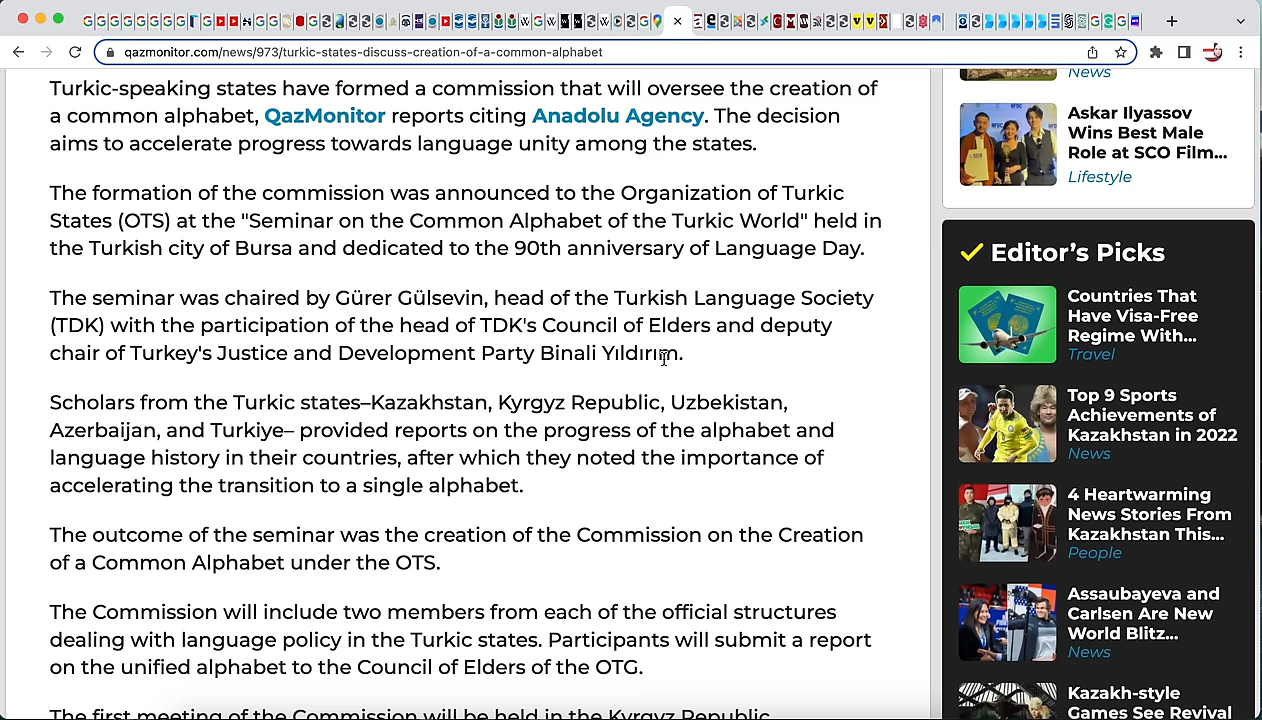 qazmonitor.com/news/973/turkic-states-discuss-creation-of-a-common-alphabet
Turkic-speaking states have formed a commission that will oversee the creation of
a common alphabet, QazMonitor reports citing Anadolu Agency. The decision
aims to accelerate progress towards language unity among the states.
The formation of the commission was announced to the Organization of Turkic
States (OTS) at the "Seminar on the Common Alphabet of the Turkic World" held in
the Turkish city of Bursa and dedicated to the 90th anniversary of Language Day.
The seminar was chaired by Gürer Gülsevin, head of the Turkish Language Society
(TDK) with the participation of the head of TDK's Council of Elders and deputy
chair of Turkey's Justice and Development Party Binali Yıldırım.
Scholars from the Turkic states–Kazakhstan, Kyrgyz Republic, Uzbekistan,
Azerbaijan, and Turkiye– provided reports on the progress of the alphabet and
language history in their countries, after which they noted the importance of
accelerating the transition to a single alphabet.
The outcome of the seminar was the creation of the Commission on the Creation
of a Common Alphabet under the OTS.
The Commission will include two members from each of the official structures
dealing with language policy in the Turkic states. Participants will submit a report
on the unified alphabet to the Council of Elders of the OTG.
The first meeting of the Commission will be held in the Kyrgyz Republic.
News
Askar Ilyassov
Wins Best Male
Role at SCO Film...
Lifestyle
Editor's Picks
Countries That
Have Visa-Free
Regime With...
Travel
Top 9 Sports
Achievements of
Kazakhstan in 2022
News
4 Heartwarming
News Stories From
Kazakhstan This...
People
Assaubayeva and
Carlsen Are New
World Blitz...
News
Kazakh-style
Games See Revival